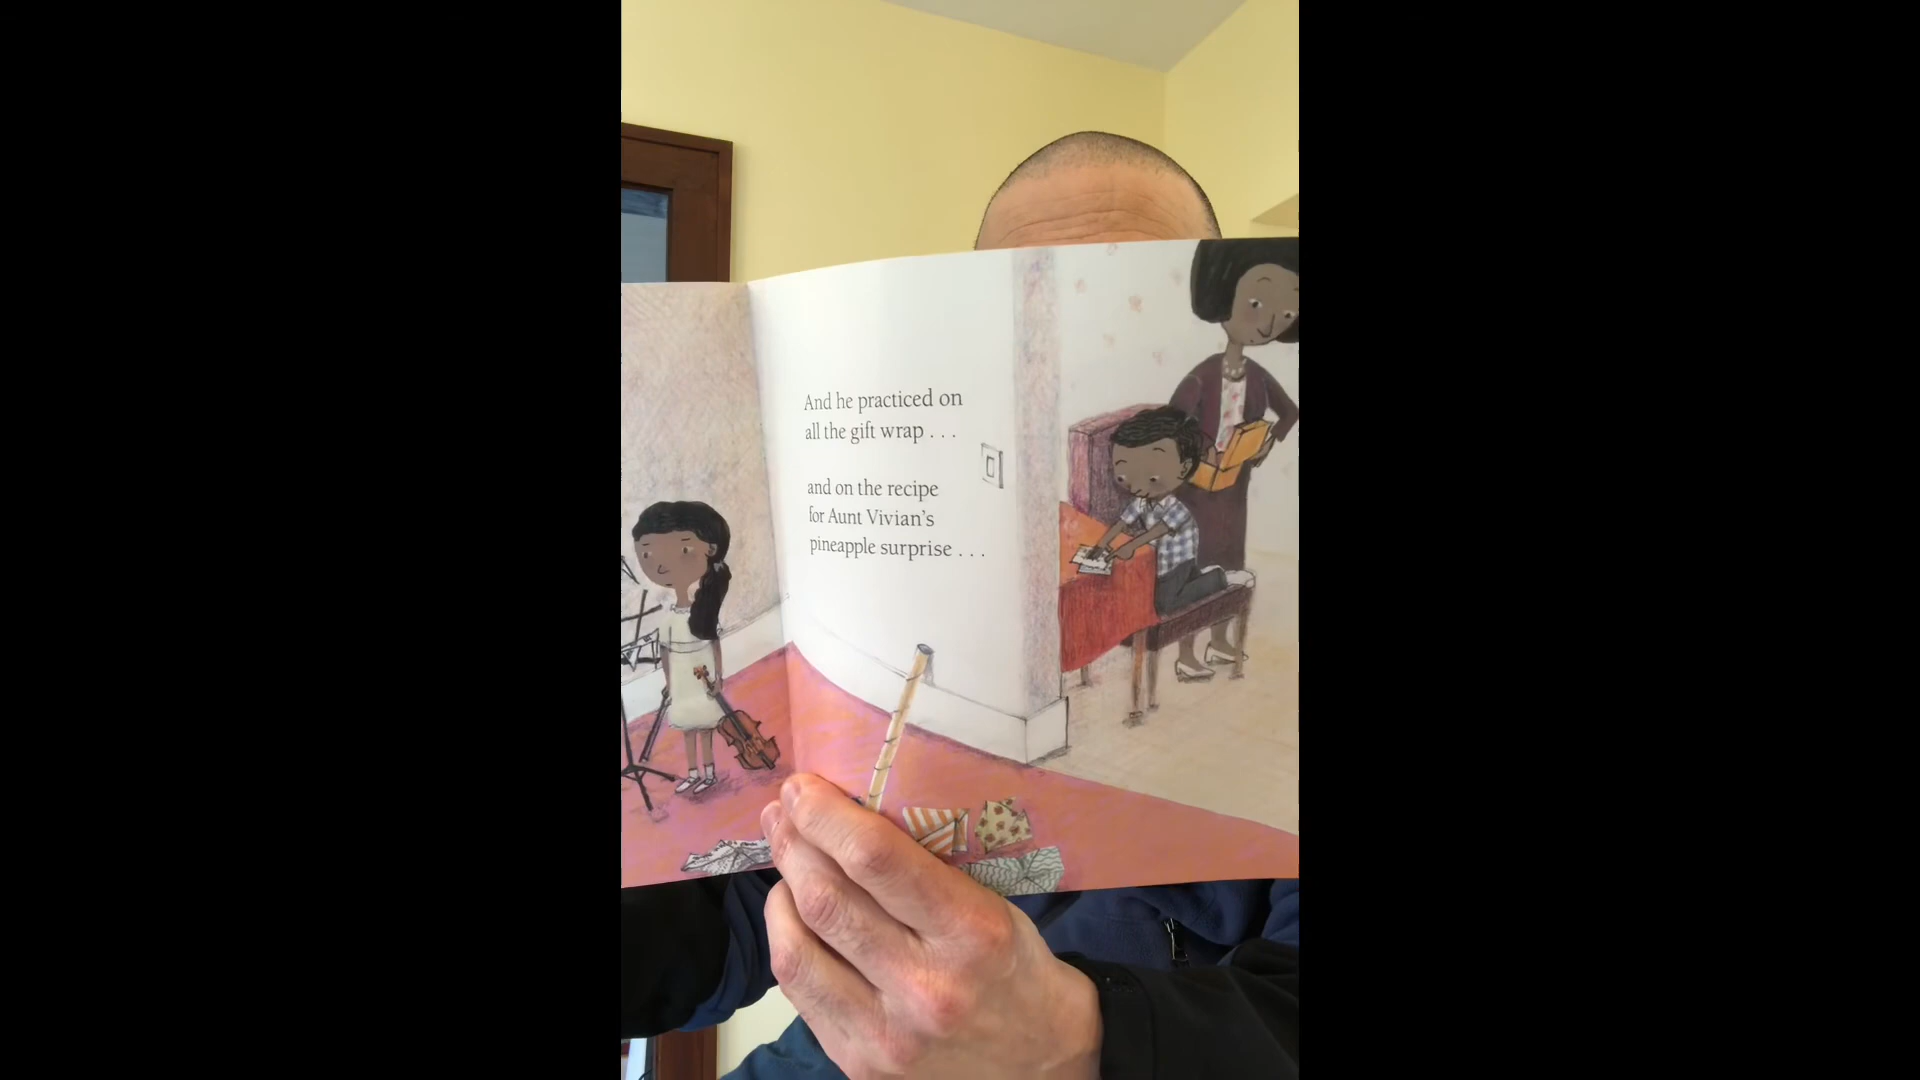 And he practiced on
all the gift wrap . . .
and on the recipe
for Aunt Vivian's
pineapple surprise . . .